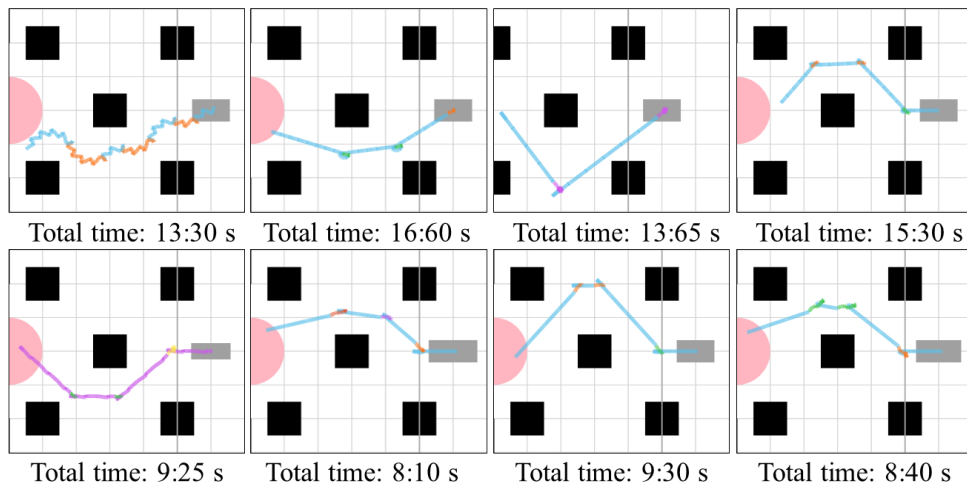 Total time: 13:30 s
Total time: 16:60 s
Total time: 13:65 s
Total time: 15:30 s
Total time: 9:25 s
Total time: 8:10 s
Total time: 9:30 s
Total time: 8:40 s